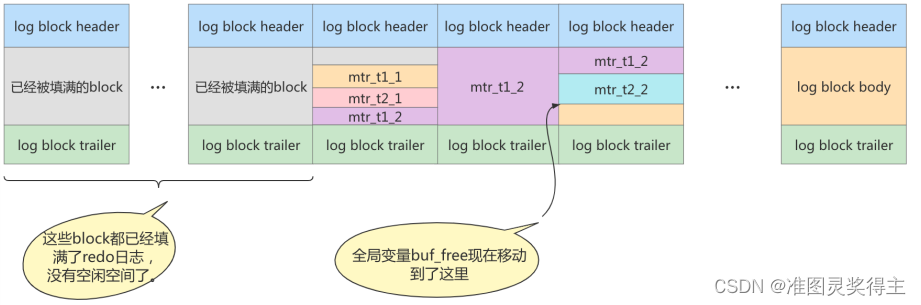 log block header
log block header
log block header
log block header
log block header
log block header
已经被填满的block
...
已经被填满的block
mtr_t1_1
mtr_t2_1
mtr_t1_2
mtr_t1_2
mtr_t1_2
mtr_t2_2
...
log block body
log block trailer
log block trailer
log block trailer
log block trailer
log block trailer
log block trailer
这些block都已经填
满了redo日志，
没有空闲空间了。
全局变量buf_free现在移动
到了这里
CSDN @准图灵奖得主